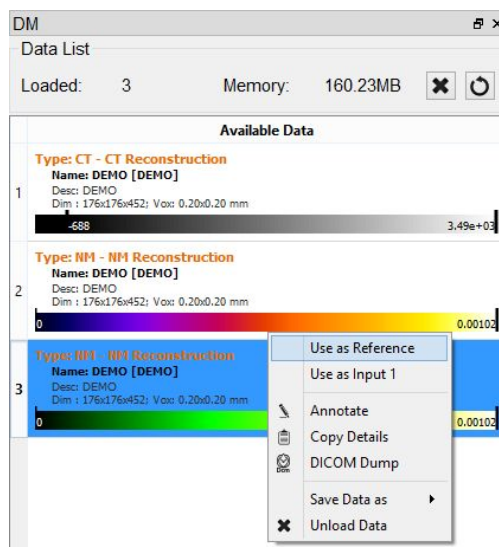 DM
Data List
Loaded: 3 Memory: 160.23MB
Available Data
1
Type: CT - CT Reconstruction
Name: DEMO [DEMO]
Desc: DEMO
Dim : 176x176x452; Vox: 0.20x0.20 mm
-688 3.49e+03
2
Type: NM - NM Reconstruction
Name: DEMO [DEMO]
Desc: DEMO
Dim : 176x176x452; Vox: 0.20x0.20 mm
0 0.00102
3
Type: NM - NM Reconstruction
Name: DEMO [DEMO]
Desc: DEMO
Dim : 176x176x452; Vox: 0.20x0.20 mm
0 0.00102
Use as Reference
Use as Input 1
Annotate
Copy Details
DICOM Dump
Save Data as
Unload Data